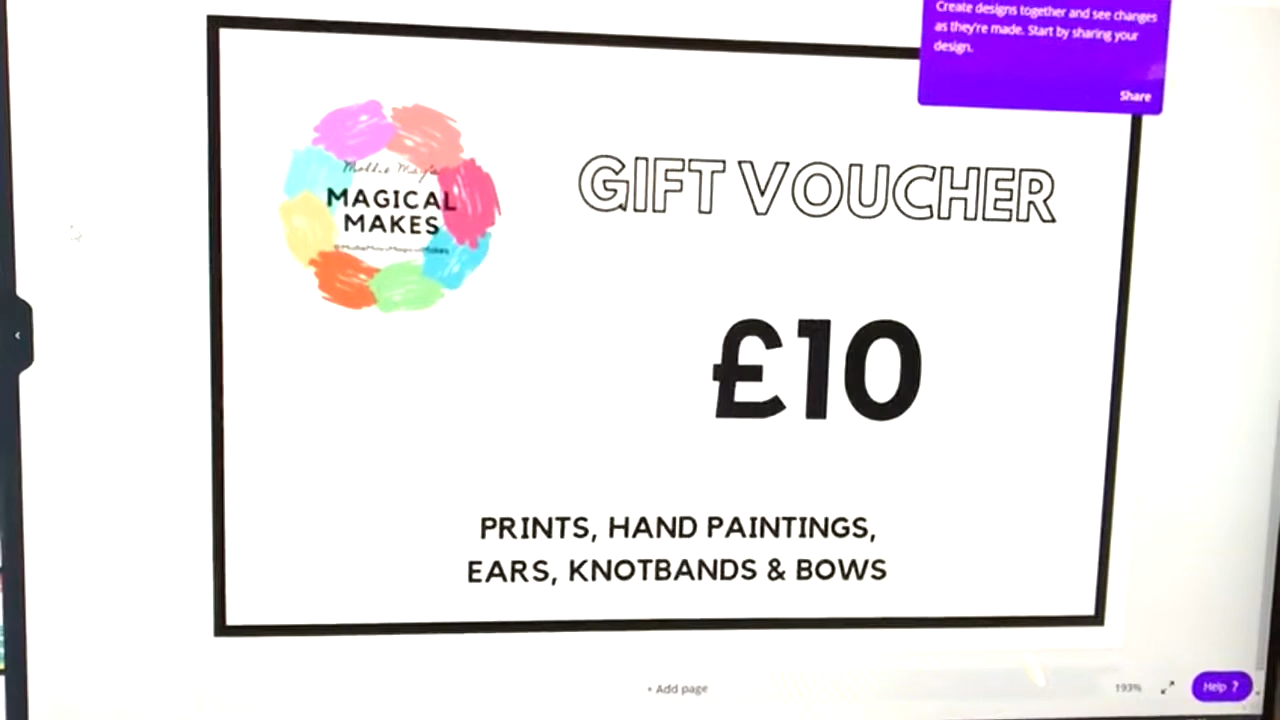 Create designs together and see changes
as they're made. Start by sharing your
design.
Share
GIFT VOUCHER
MAGICAL
MAKES
£10
PRINTS, HAND PAINTINGS,
EARS, KNOTBANDS & BOWS
+ Add page
193%
Help ?